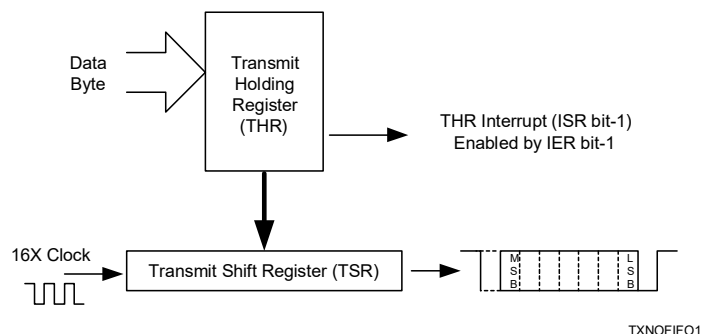 Data
Byte
Transmit
Holding
Register
(THR)
THR Interrupt (ISR bit-1)
Enabled by IER bit-1
16X Clock
Transmit Shift Register (TSR)
M
S
B
L
S
B
TXNOFIFO1